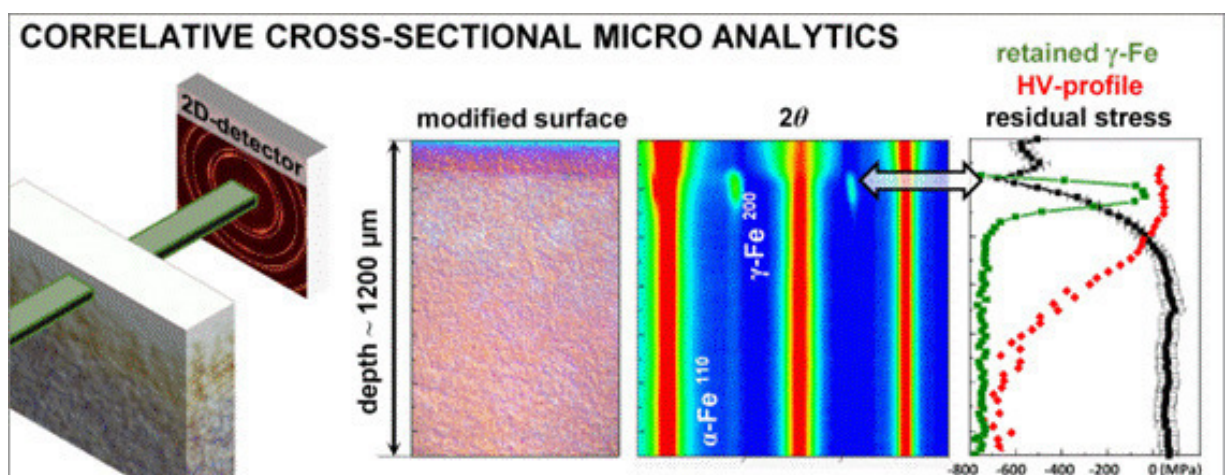 CORRELATIVE CROSS-SECTIONAL MICRO ANALYTICS
2D-detector
modified surface
2θ
retained γ-Fe
HV-profile
residual stress
depth ~ 1200 µm
α-Fe 110
γ-Fe 200
-800 -600 -400 -200 0 [MPa]